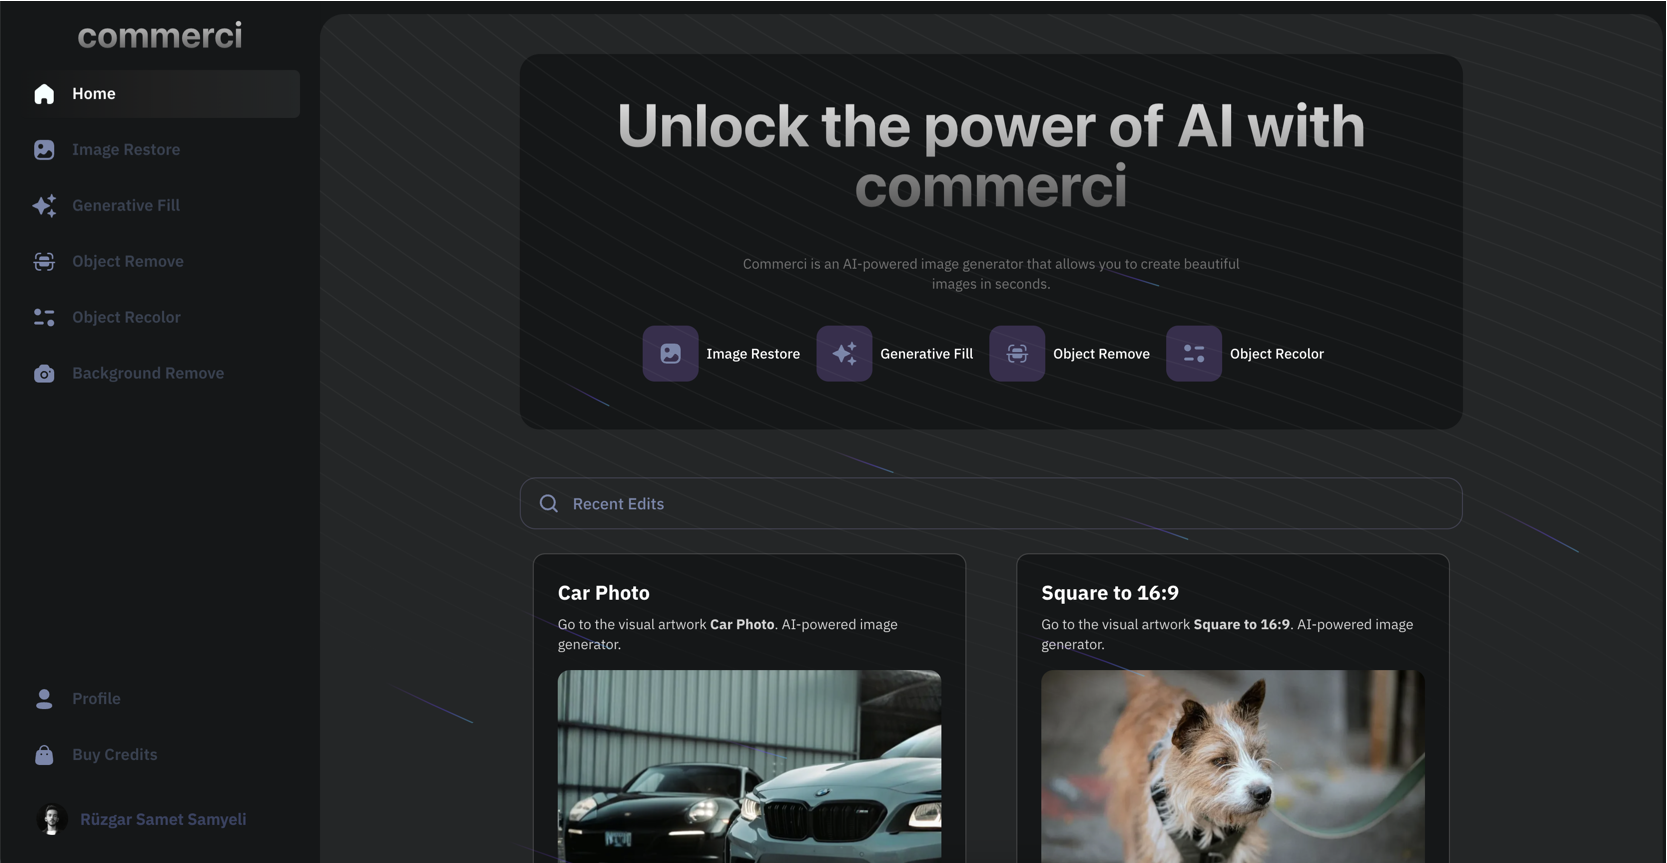 commerci
Home
Image Restore
Generative Fill
Object Remove
Object Recolor
Background Remove
Profile
Buy Credits
Rüzgar Samet Samyeli
Unlock the power of AI with
commerci
Commerci is an AI-powered image generator that allows you to create beautiful
images in seconds.
Image Restore
Generative Fill
Object Remove
Object Recolor
Recent Edits
Car Photo
Go to the visual artwork Car Photo. AI-powered image
generator.
Square to 16:9
Go to the visual artwork Square to 16:9. AI-powered image
generator.